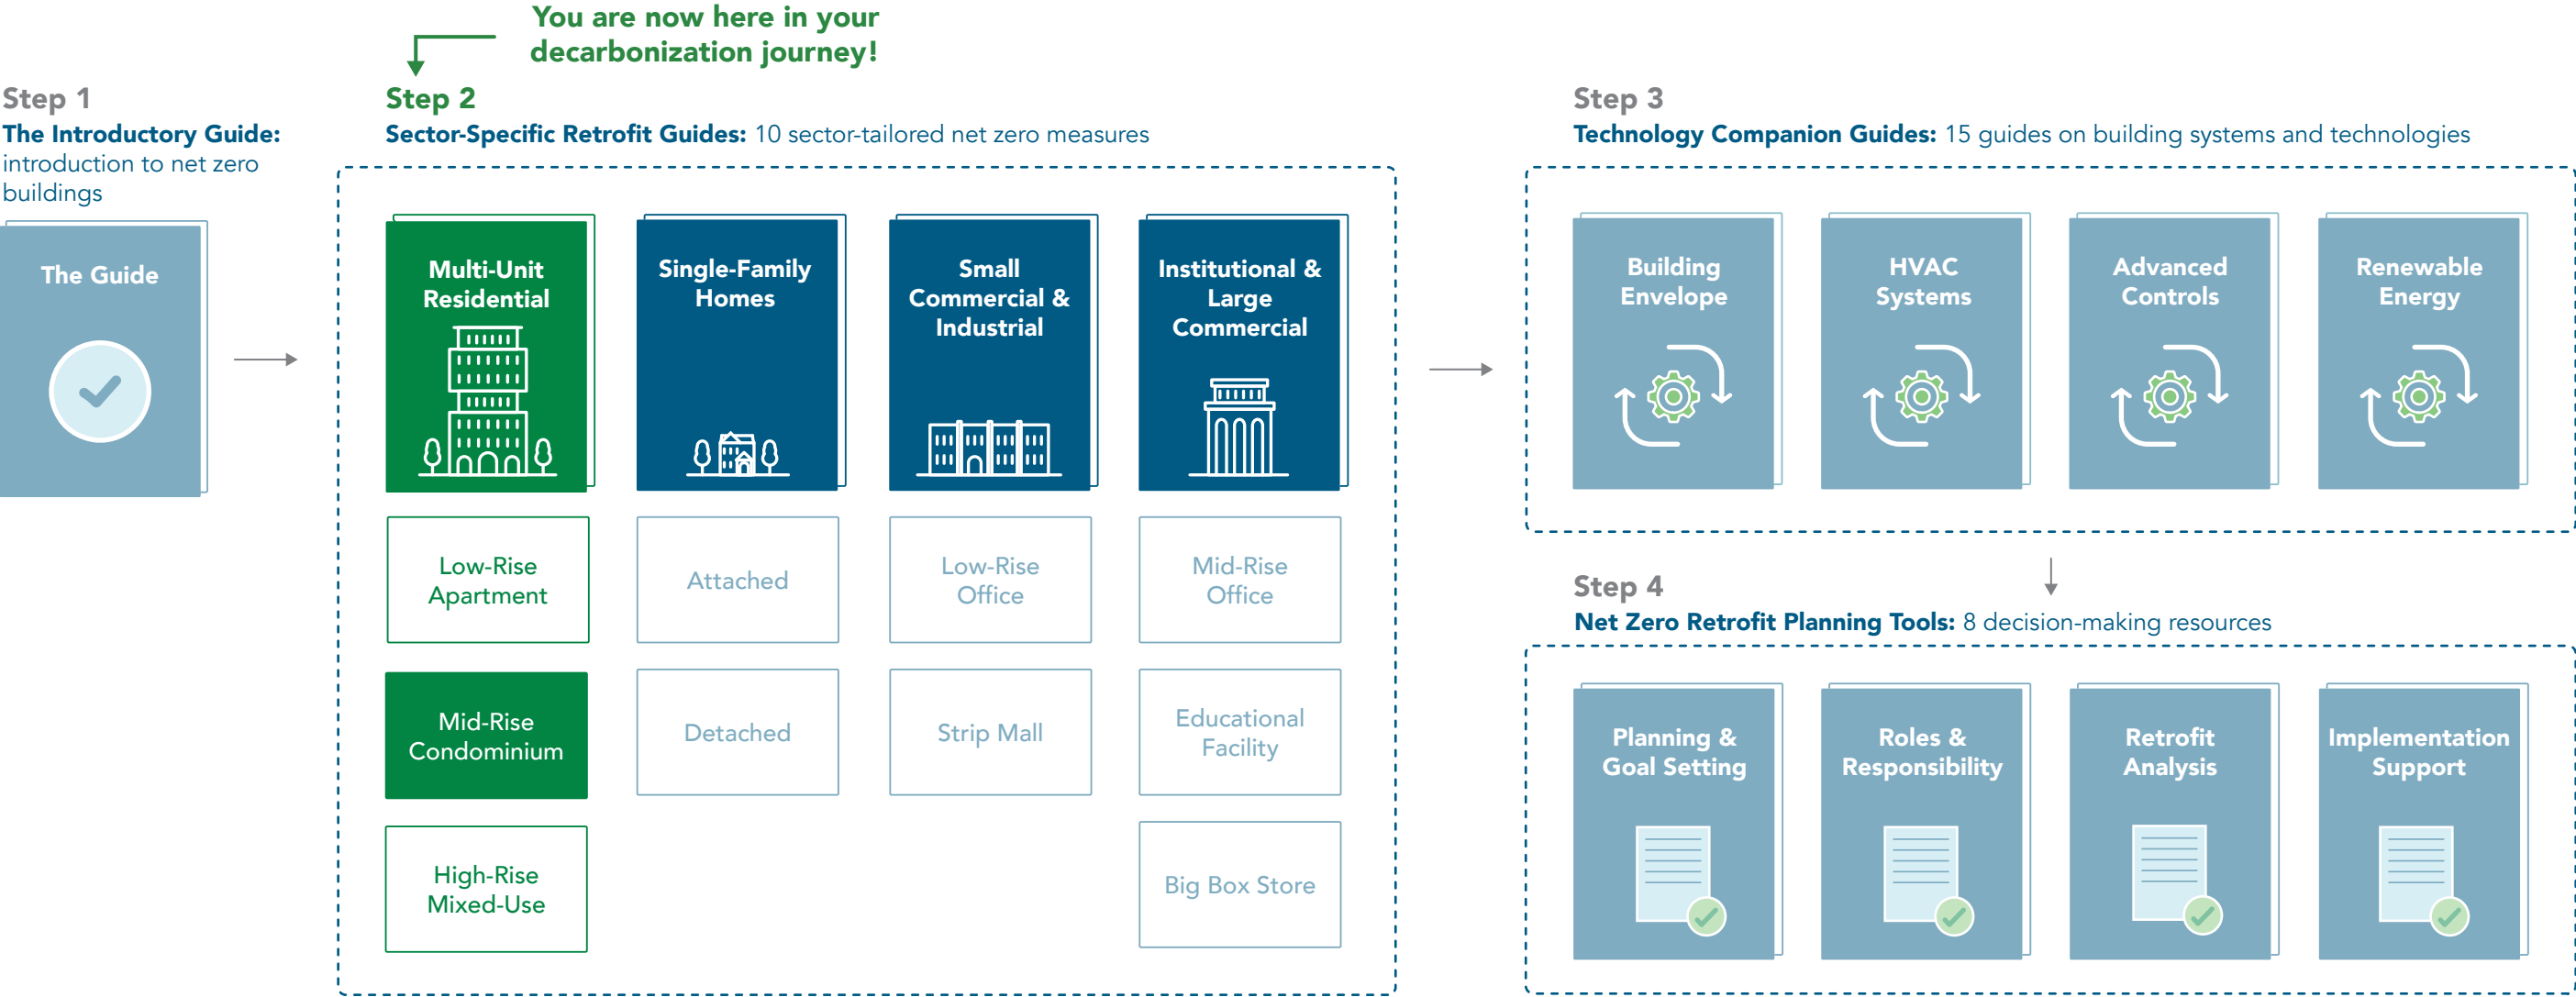 You are now here in your
decarbonization journey!
Step 1
The Introductory Guide:
introduction to net zero
buildings
The Guide
Step 2
Sector-Specific Retrofit Guides: 10 sector-tailored net zero measures
Multi-Unit
Residential
Low-Rise
Apartment
Mid-Rise
Condominium
High-Rise
Mixed-Use
Single-Family
Homes
Attached
Detached
Small
Commercial &
Industrial
Low-Rise
Office
Strip Mall
Institutional &
Large
Commercial
Mid-Rise
Office
Educational
Facility
Big Box Store
Step 3
Technology Companion Guides: 15 guides on building systems and technologies
Building
Envelope
HVAC
Systems
Advanced
Controls
Renewable
Energy
Step 4
Net Zero Retrofit Planning Tools: 8 decision-making resources
Planning &
Goal Setting
Roles &
Responsibility
Retrofit
Analysis
Implementation
Support